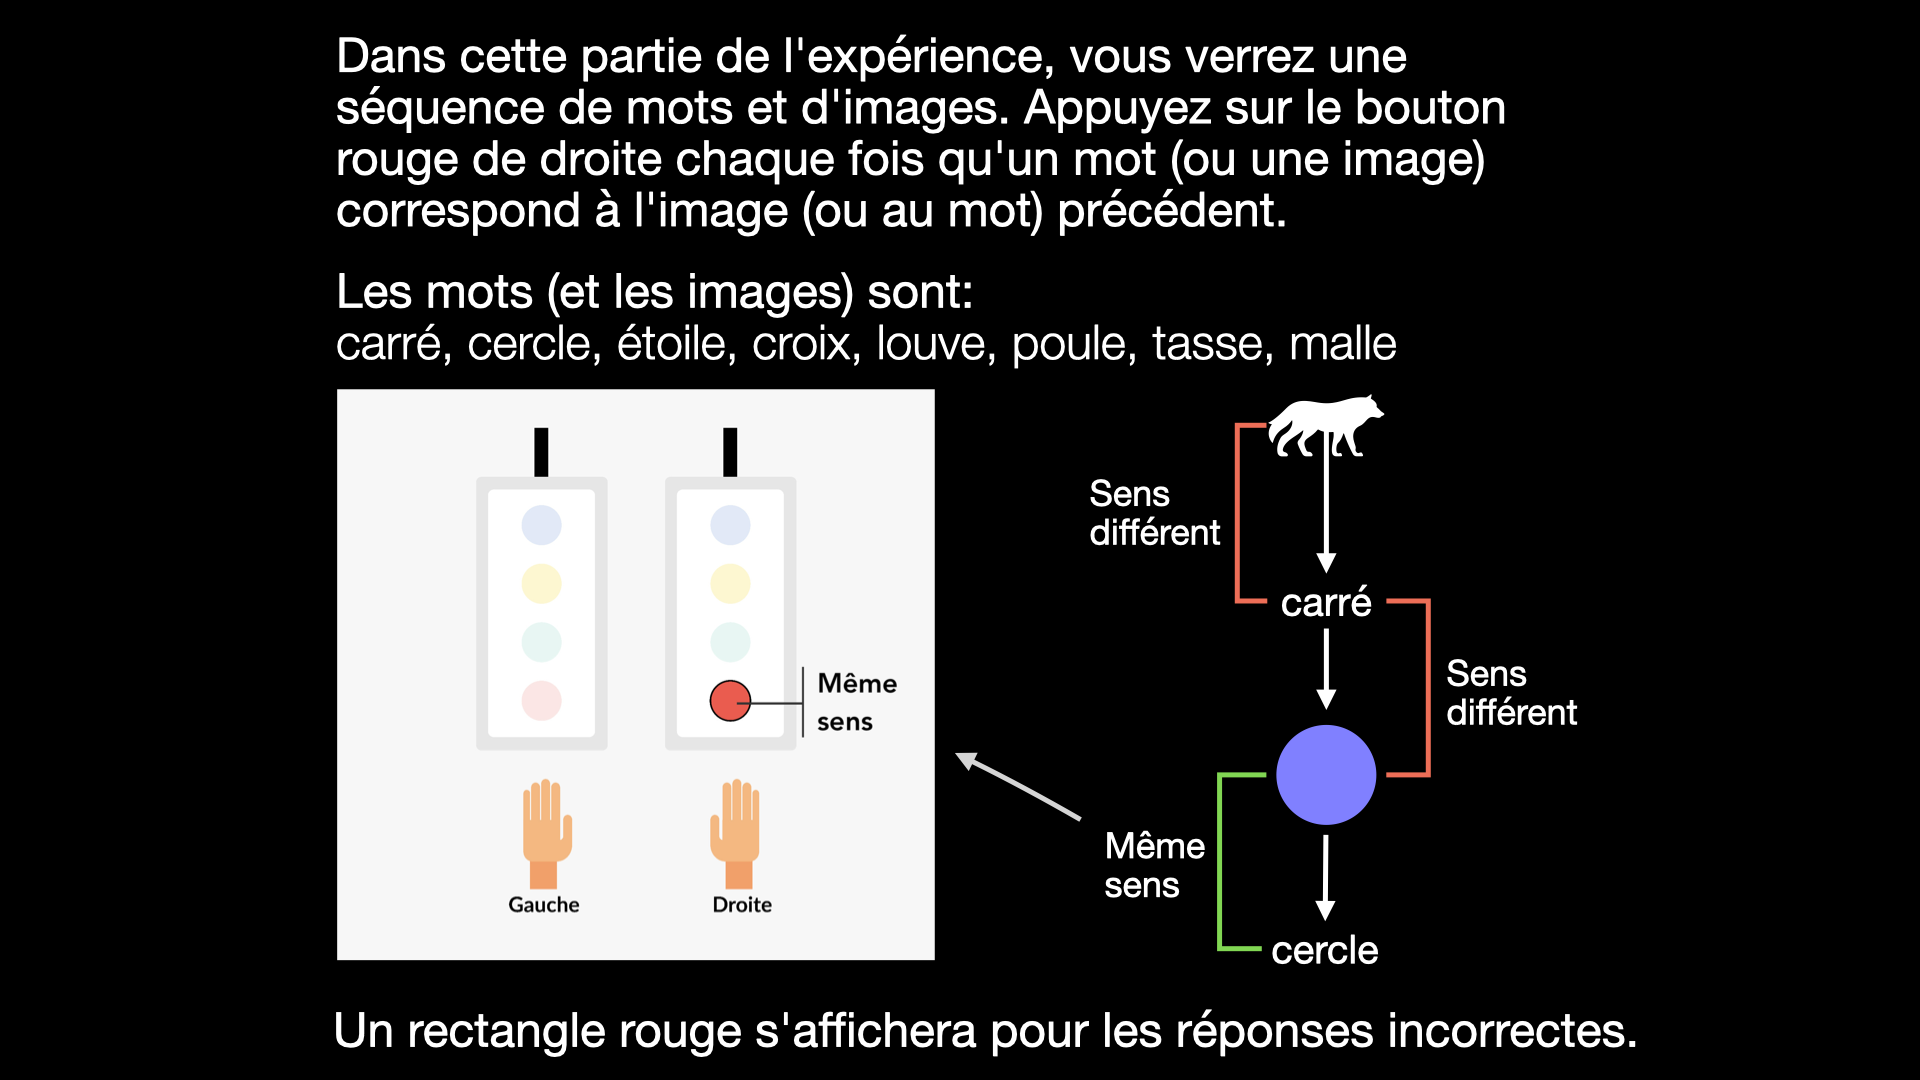 Dans cette partie de l'expérience, vous verrez une
séquence de mots et d'images. Appuyez sur le bouton
rouge de droite chaque fois qu'un mot (ou une image)
correspond à l'image (ou au mot) précédent.
Les mots (et les images) sont:
carré, cercle, étoile, croix, louve, poule, tasse, malle
Même
sens
Gauche
Droite
Sens
différent
carré
Sens
différent
Même
sens
cercle
Un rectangle rouge s'affichera pour les réponses incorrectes.